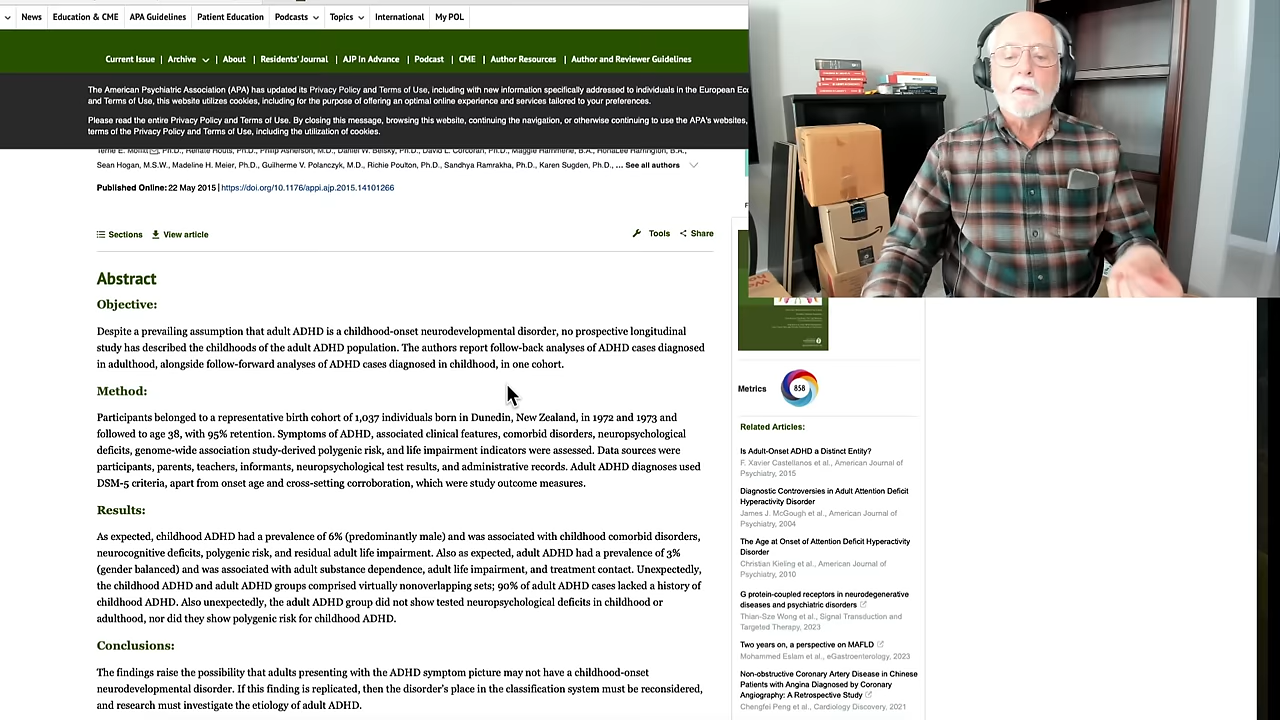 News
Education & CME
APA Guidelines
Patient Education
Podcasts
Topics
International
My POL
Current Issue | Archive | About | Residents' Journal | AJP In Advance | Podcast | CME | Author Resources | Author and Reviewer Guidelines
The American Psychiatric Association (APA) has updated its Privacy Policy and Terms of Use, including with new information specifically addressed to individuals in the European Eco
and Terms of Use, this website cookies, including for the purpose of offering an optimal online experience and services tailored to your preferences.
Please read the entire Privacy Policy and Terms of Use. By closing this message, browsing this website, continuing the navigation, or otherwise continuing to use the APA's websites,
terms of the Privacy Policy and Terms of Use, including the utilization of cookies.
Sean Hogan, M.S.W., Madeline H. Meier, Ph.D., Guilherme V. Polanczyk, M.D., Richie Poulton, Ph.D., Sandhya Ramrakha, Ph.D., Karen Sugden, Ph.D., ... See all authors
Published Online: 22 May 2015 | https://doi.org/10.1176/appi.ajp.2015.14101266
Sections
View article
Tools
Share
Abstract
Objective:
a prevailing assumption that adult ADHD is a childhood-onset neurodevelopmental disorder, no prospective longitudinal
study has described the childhoods of the adult ADHD population. The authors report follow-back analyses of ADHD cases diagnosed
in adulthood, alongside follow-forward analyses of ADHD cases diagnosed in childhood, in one cohort.
Method:
Participants belonged to a representative birth cohort of 1,037 individuals born in Dunedin, New Zealand, in 1972 and 1973 and
followed to age 38, with 95% retention. Symptoms of ADHD, associated clinical features, comorbid disorders, neuropsychological
deficits, genome-wide association study-derived polygenic risk, and life impairment indicators were assessed. Data sources were
participants, parents, teachers, informants, neuropsychological test results, and administrative records. Adult ADHD diagnoses used
DSM-5 criteria, apart from onset age and cross-setting corroboration, which were study outcome measures.
Results:
As expected, childhood ADHD had a prevalence of 6% (predominantly male) and was associated with childhood comorbid disorders,
neurocognitive deficits, polygenic risk, and residual adult life impairment. Also as expected, adult ADHD had a prevalence of 3%
(gender balanced) and was associated with adult substance dependence, adult life impairment, and treatment contact. Unexpectedly,
the childhood ADHD and adult ADHD groups comprised virtually nonoverlapping sets; 90% of adult ADHD cases lacked a history of
childhood ADHD. Also unexpectedly, the adult ADHD group did not show tested neuropsychological deficits in childhood or
adulthood, nor did they show polygenic risk for childhood ADHD.
Conclusions:
The findings raise the possibility that adults presenting with the ADHD symptom picture may not have a childhood-onset
neurodevelopmental disorder. If this finding is replicated, then the disorder's place in the classification system must be reconsidered,
and research must investigate the etiology of adult ADHD.
Metrics
858
Related Articles:
Is Adult-Onset ADHD a Distinct Entity?
F. Xavier Castellanos et al., American Journal of
Psychiatry, 2015
Diagnostic Controversies in Adult Attention Deficit
Hyperactivity Disorder
James J. McGough et al., American Journal of
Psychiatry, 2004
The Age at Onset of Attention Deficit Hyperactivity
Disorder
Christian Kieling et al., American Journal of
Psychiatry, 2010
G protein-coupled receptors in neurodegenerative
diseases and psychiatric disorders
Thian-Sze Wong et al., Signal Transduction and
Targeted Therapy, 2023
Two years on, a perspective on MAFLD
Mohammed Eslam et al., eGastroenterology, 2023
Non-obstructive Coronary Artery Disease in Chinese
Patients with Angina Diagnosed by Coronary
Angiography: A Retrospective Study
Chengfei Peng et al., Cardiology Discovery, 2021